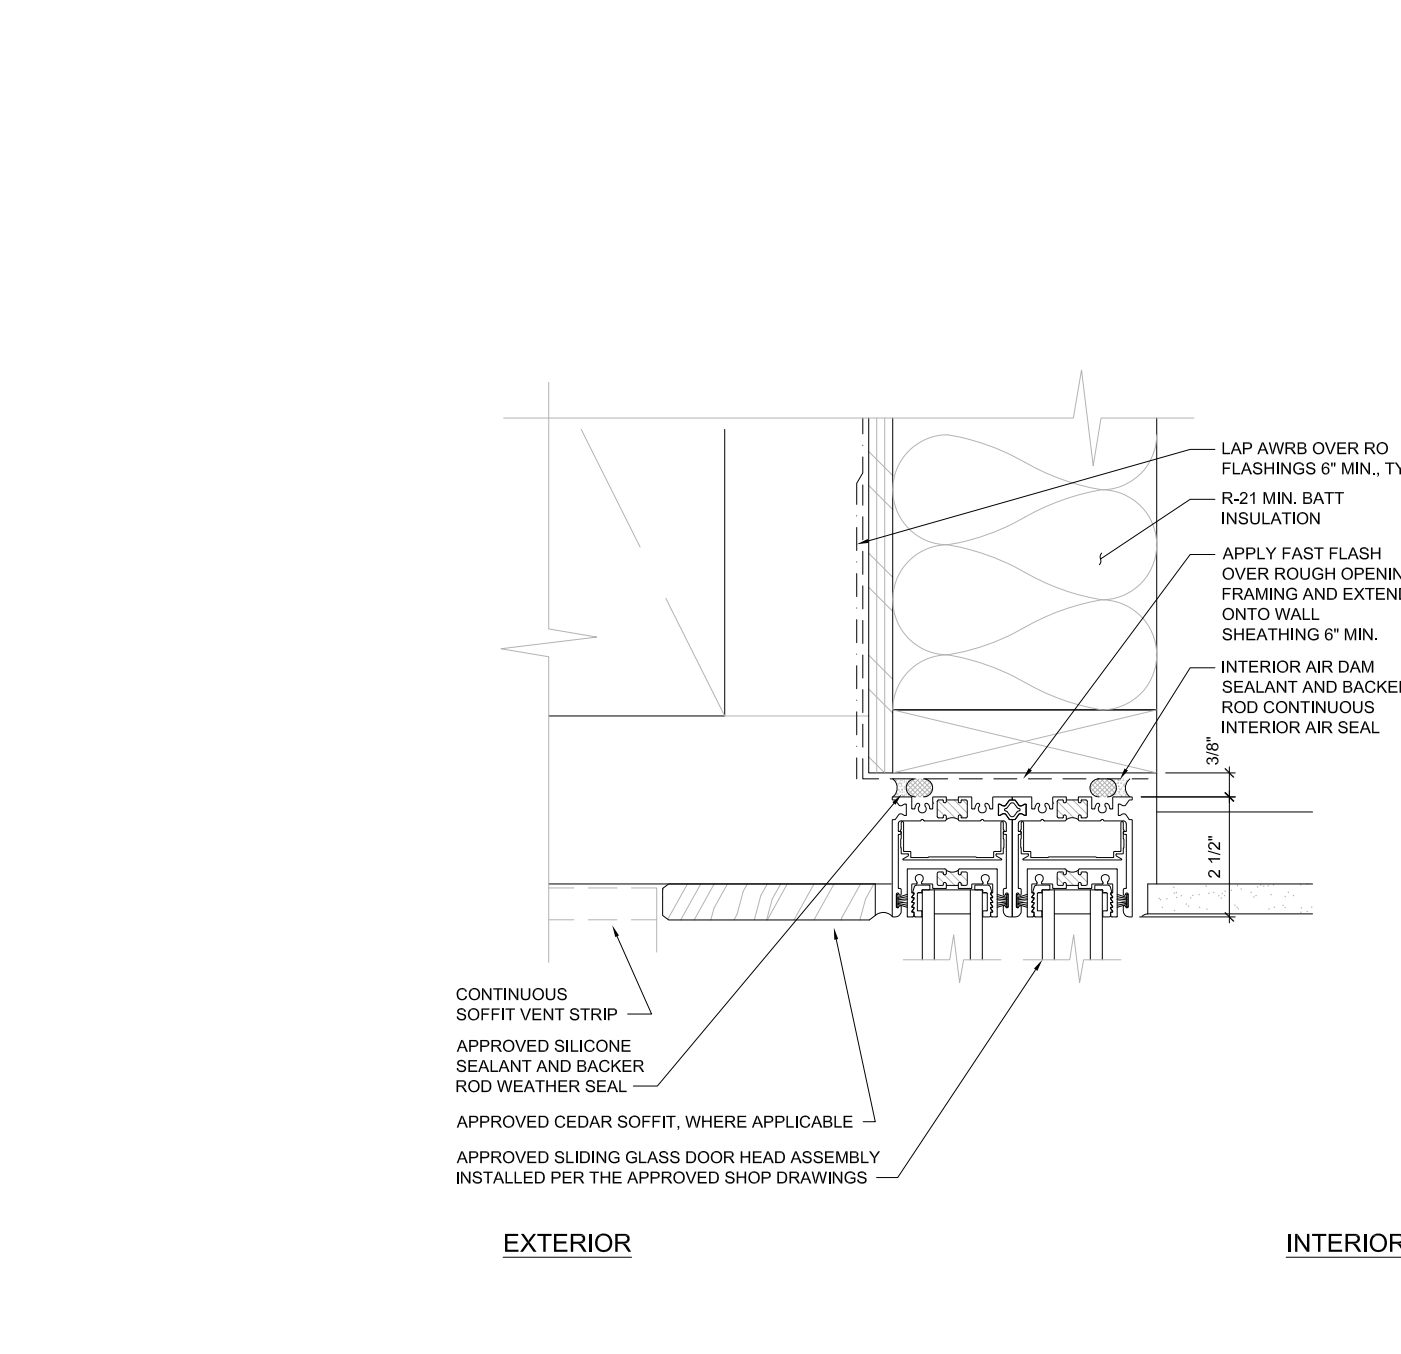 LAP AWRB OVER RO
FLASHINGS 6" MIN., TY
R-21 MIN. BATT
INSULATION
APPLY FAST FLASH
OVER ROUGH OPENIN
FRAMING AND EXTEND
ONTO WALL
SHEATHING 6" MIN.
INTERIOR AIR DAM
SEALANT AND BACKER
ROD CONTINUOUS
INTERIOR AIR SEAL
3/8"
2 1/2"
CONTINUOUS
SOFFIT VENT STRIP
APPROVED SILICONE
SEALANT AND BACKER
ROD WEATHER SEAL
APPROVED CEDAR SOFFIT, WHERE APPLICABLE
APPROVED SLIDING GLASS DOOR HEAD ASSEMBLY
INSTALLED PER THE APPROVED SHOP DRAWINGS
EXTERIOR
INTERIOR